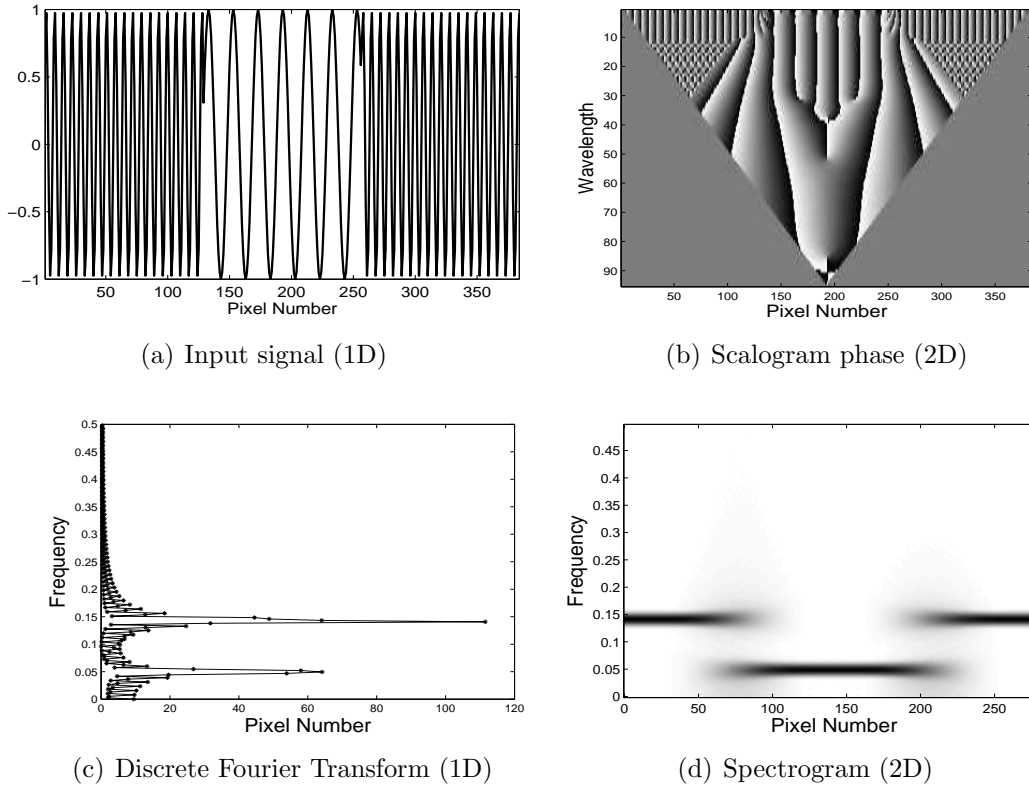 1
0.5
0
−0.5
−1
50 100 150 200 250 300 350
Pixel Number
(a) Input signal (1D)
10
20
30
40
50
60
70
80
90
Wavelength
50 100 150 200 250 300 350
Pixel Number
(b) Scalogram phase (2D)
0.5
0.45
0.4
0.35
0.3
0.25
0.2
0.15
0.1
0.05
0
Frequency
0 20 40 60 80 100 120
Pixel Number
(c) Discrete Fourier Transform (1D)
0.45
0.4
0.35
0.3
0.25
0.2
0.15
0.1
0.05
0
Frequency
0 50 100 150 200 250
Pixel Number
(d) Spectrogram (2D)